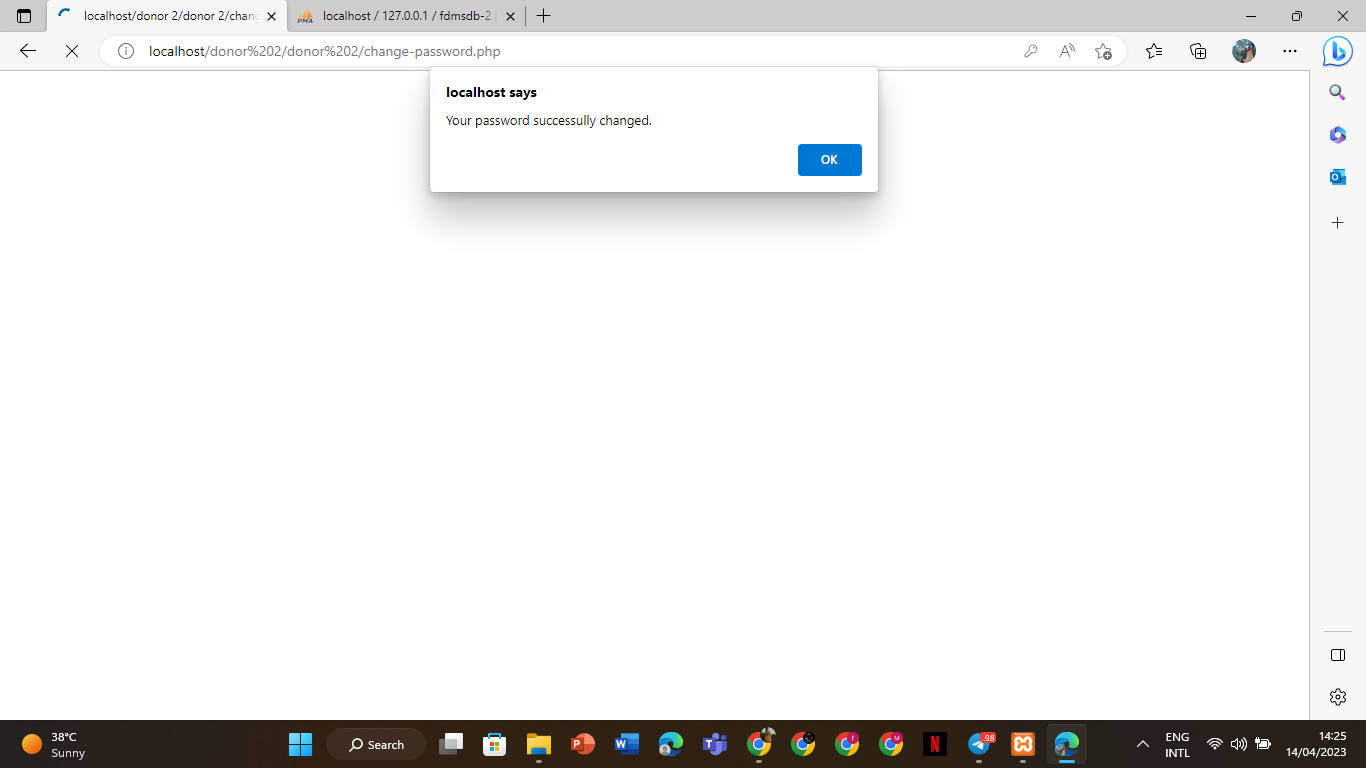 localhost/donor 2/donor 2/chang
localhost / 127.0.0.1 / fdmsdb-2
localhost/donor%202/donor%202/change-password.php
localhost says
Your password successully changed.
OK
38°C
Sunny
Search
98
ENG
INTL
14:25
14/04/2023